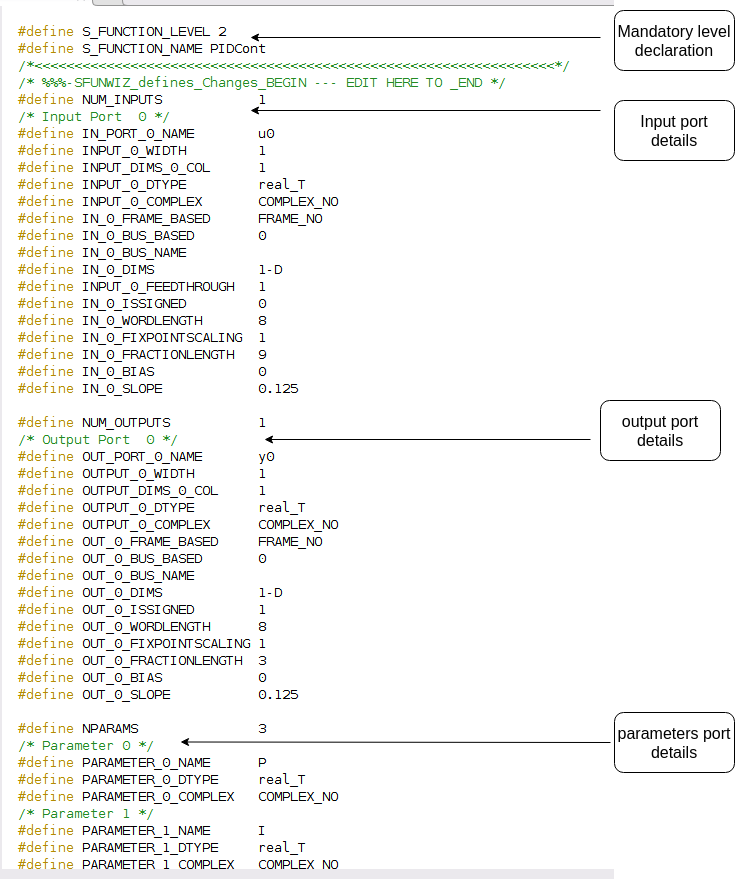 #define S_FUNCTION_LEVEL 2
#define S_FUNCTION_NAME PIDCont
/*<<<<<<<<<<<<<<<<<<<<<<<<<<<<<<<<<<<<<<<<<<<<<<<<<<<<<<<<<<<<<<<<<*/
/* %%%-SFUNWIZ_defines_Changes_BEGIN --- EDIT HERE TO _END */
#define NUM_INPUTS 1
/* Input Port  0 */
#define IN_PORT_0_NAME u0
#define INPUT_0_WIDTH 1
#define INPUT_DIMS_0_COL 1
#define INPUT_0_DTYPE real_T
#define INPUT_0_COMPLEX COMPLEX_NO
#define IN_0_FRAME_BASED FRAME_NO
#define IN_0_BUS_BASED 0
#define IN_0_BUS_NAME
#define IN_0_DIMS 1-D
#define INPUT_0_FEEDTHROUGH 1
#define IN_0_ISSIGNED 0
#define IN_0_WORDLENGTH 8
#define IN_0_FIXPOINTSCALING 1
#define IN_0_FRACTIONLENGTH 9
#define IN_0_BIAS 0
#define IN_0_SLOPE 0.125
#define NUM_OUTPUTS 1
/* Output Port  0 */
#define OUT_PORT_0_NAME y0
#define OUTPUT_0_WIDTH 1
#define OUTPUT_DIMS_0_COL 1
#define OUTPUT_0_DTYPE real_T
#define OUTPUT_0_COMPLEX COMPLEX_NO
#define OUT_0_FRAME_BASED FRAME_NO
#define OUT_0_BUS_BASED 0
#define OUT_0_BUS_NAME
#define OUT_0_DIMS 1-D
#define OUT_0_ISSIGNED 1
#define OUT_0_WORDLENGTH 8
#define OUT_0_FIXPOINTSCALING 1
#define OUT_0_FRACTIONLENGTH 3
#define OUT_0_BIAS 0
#define OUT_0_SLOPE 0.125
#define NPARAMS 3
/* Parameter 0 */
#define PARAMETER_0_NAME P
#define PARAMETER_0_DTYPE real_T
#define PARAMETER_0_COMPLEX COMPLEX_NO
/* Parameter 1 */
#define PARAMETER_1_NAME I
#define PARAMETER_1_DTYPE real_T
#define PARAMETER_1_COMPLEX COMPLEX_NO
Mandatory level
declaration
Input port
details
output port
details
parameters port
details